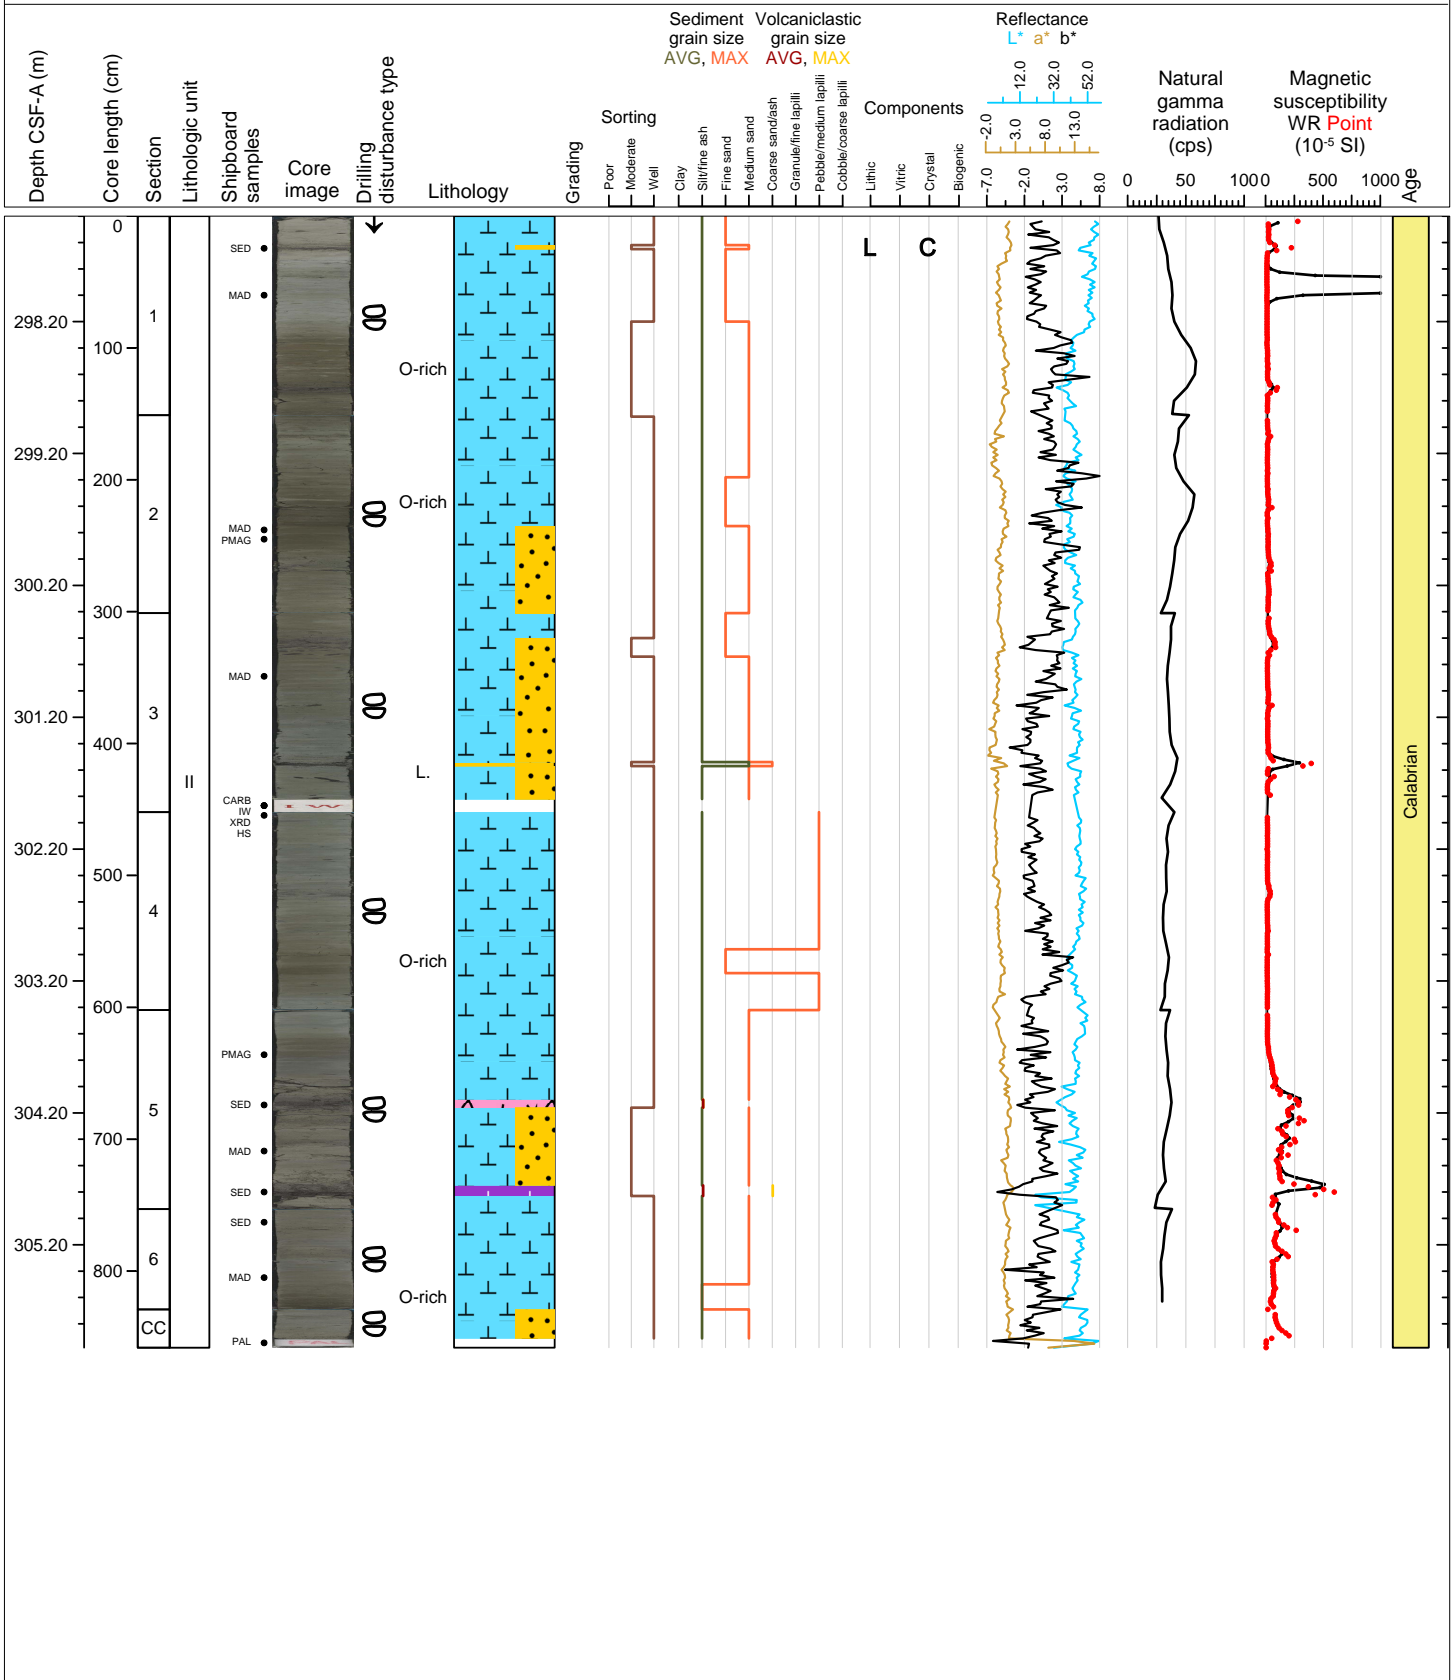 Depth CSF-A (m)
Core length (cm)
Section
Lithologic unit
Shipboard
samples
Core
image
Drilling
disturbance type
Lithology
Grading
Sorting
Poor
Moderate
Well
Sediment
grain size
AVG, MAX
Volcaniclastic
grain size
AVG, MAX
Clay
Silt/fine ash
Fine sand
Medium sand
Coarse sand/ash
Granule/fine lapilli
Pebble/medium lapilli
Cobble/coarse lapilli
Components
Lithic
Vitric
Crystal
Biogenic
Reflectance
L* a* b*
12.0 32.0 52.0
-2.0 3.0 8.0 13.0
-7.0 -2.0 3.0 8.0
Natural
gamma
radiation
(cps)
0 50 100
Magnetic
susceptibility
WR Point
(10⁻⁵ SI)
0 500 1000
Age
0
SED
L C
MAD
298.20
1
100
O-rich
299.20
200
O-rich
2
MAD
PMAG
300.20
300
MAD
301.20
3
400
L.
II
Calabrian
CARB
IW
I W
XRD
HS
302.20
500
4
O-rich
303.20
600
PMAG
SED
304.20
5
700
MAD
SED
SED
305.20
6
800
MAD
O-rich
CC
PAL
PAL